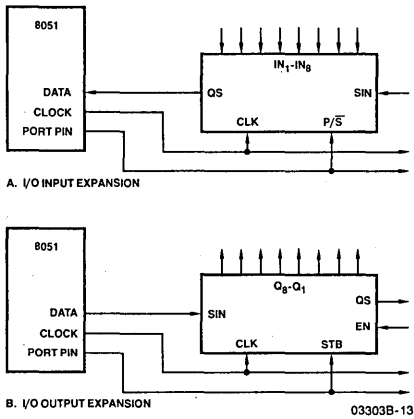 8051
IN₁-IN₈
DATA
QS
SIN
CLOCK
CLK
P/S̅
PORT PIN
A. I/O INPUT EXPANSION
8051
Q₈-Q₁
QS
DATA
SIN
EN
CLOCK
CLK
STB
PORT PIN
B. I/O OUTPUT EXPANSION
03303B-13